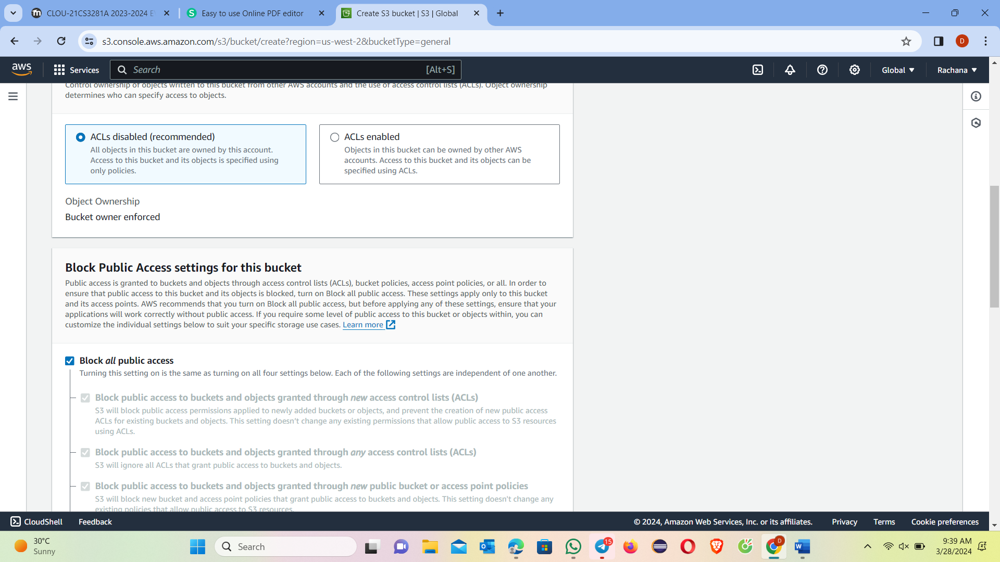 CLOU-21CS3281A 2023-2024 E
Easy to use Online PDF editor
Create S3 bucket | S3 | Global
s3.console.aws.amazon.com/s3/bucket/create?region=us-west-2&bucketType=general
D
aws
Services
Search
[Alt+S]
Global
Rachana
Control ownership of objects written to this bucket from other AWS accounts and the use of access control lists (ACLs). Object ownership
determines who can specify access to objects.
ACLs disabled (recommended)
All objects in this bucket are owned by this account.
Access to this bucket and its objects is specified using
only policies.
ACLs enabled
Objects in this bucket can be owned by other AWS
accounts. Access to this bucket and its objects can be
specified using ACLs.
Object Ownership
Bucket owner enforced
Block Public Access settings for this bucket
Public access is granted to buckets and objects through access control lists (ACLs), bucket policies, access point policies, or all. In order to
ensure that public access to this bucket and its objects is blocked, turn on Block all public access. These settings apply only to this bucket
and its access points. AWS recommends that you turn on Block all public access, but before applying any of these settings, ensure that your
applications will work correctly without public access. If you require some level of public access to this bucket or objects within, you can
customize the individual settings below to suit your specific storage use cases. Learn more
Block all public access
Turning this setting on is the same as turning on all four settings below. Each of the following settings are independent of one another.
Block public access to buckets and objects granted through new access control lists (ACLs)
S3 will block public access permissions applied to newly added buckets or objects, and prevent the creation of new public access
ACLs for existing buckets and objects. This setting doesn't change any existing permissions that allow public access to S3 resources
using ACLs.
Block public access to buckets and objects granted through any access control lists (ACLs)
S3 will ignore all ACLs that grant public access to buckets and objects.
Block public access to buckets and objects granted through new public bucket or access point policies
S3 will block new bucket and access point policies that grant public access to buckets and objects. This setting doesn't change any
existing policies that allow public access to S3 resources.
CloudShell
Feedback
© 2024, Amazon Web Services, Inc. or its affiliates.
Privacy
Terms
Cookie preferences
30°C
Sunny
Search
15
D
9:39 AM
3/28/2024